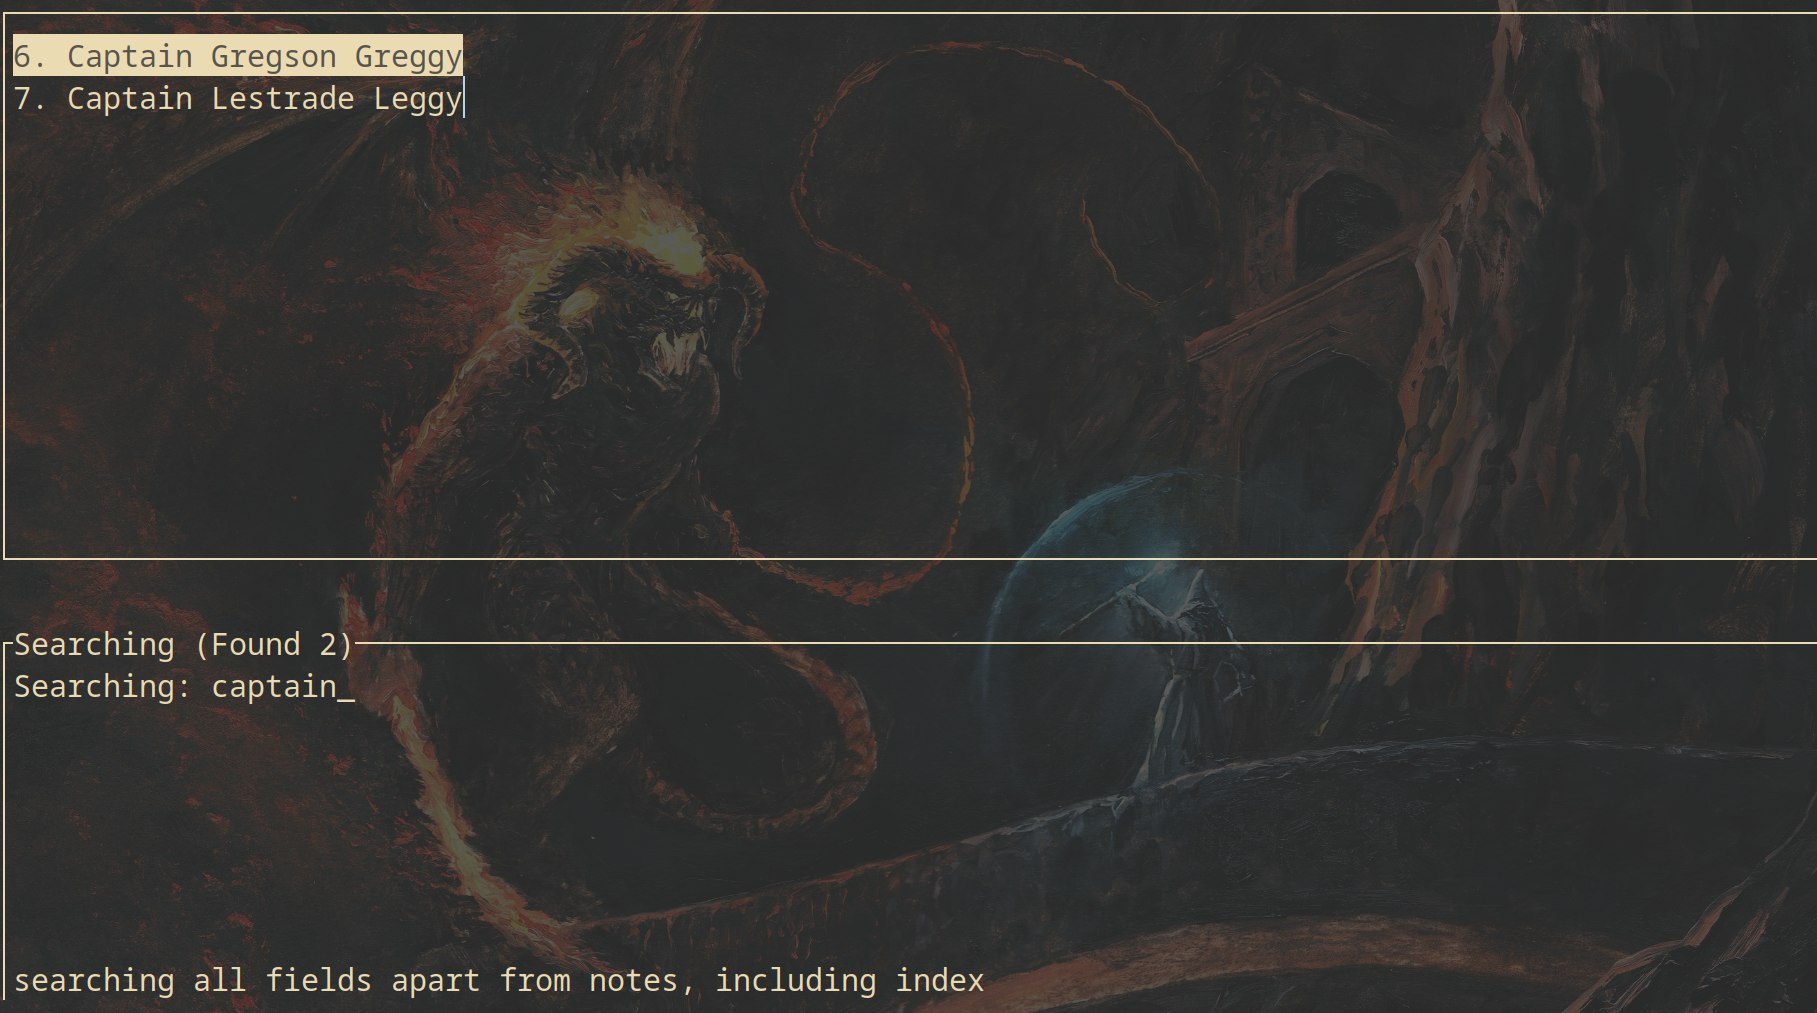 6. Captain Gregson Greggy
7. Captain Lestrade Leggy
Searching (Found 2)
Searching: captain_
searching all fields apart from notes, including index